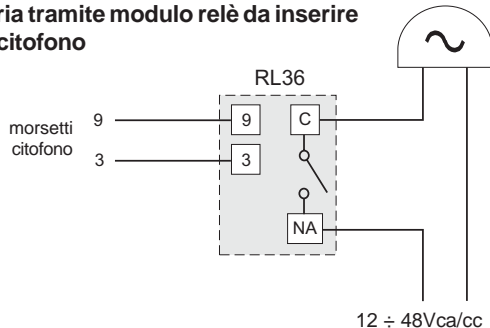 ria tramite modulo relè da inserire
citofono
RL36
morsetti
citofono
9
3
9
3
C
NA
12 ÷ 48Vca/cc